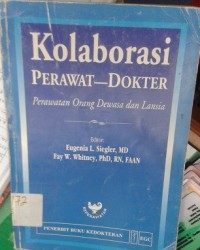 Kolaborasi
PERAWAT—DOKTER
Perawatan Orang Dewasa dan Lansia
Editor:
Eugenia L. Siegler, MD
Fay W. Whitney, PhD, RN, FAAN
72
PENERBIT BUKU KEDOKTERAN
EGC